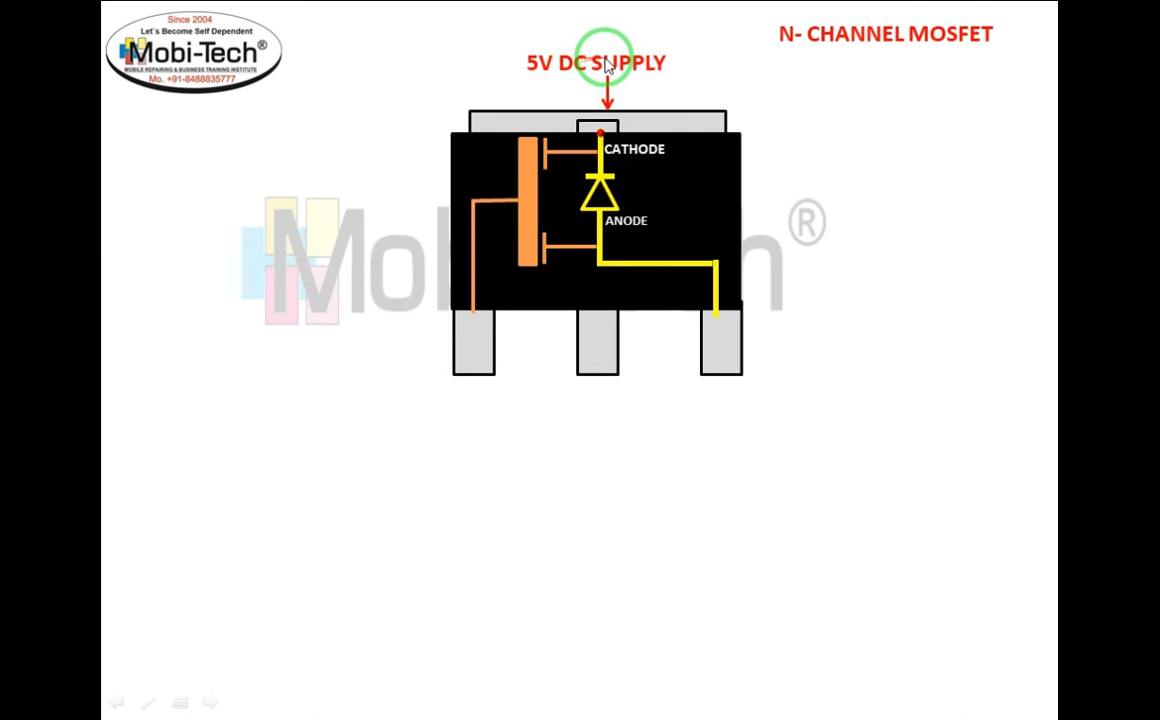 Since 2004
Let's Become Self Dependent
Mobi-Tech®
MOBILE REPAIRING & BUSINESS TRAINING INSTITUTE
Mo. +91-8488835777
N- CHANNEL MOSFET
5V DC SUPPLY
CATHODE
ANODE